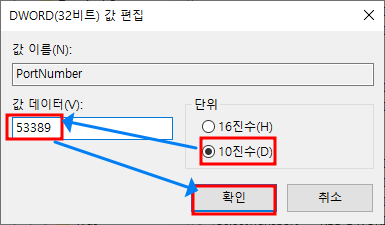 DWORD(32비트) 값 편집
값 이름(N):
PortNumber
값 데이터(V):
53389
단위
16진수(H)
10진수(D)
확인
취소